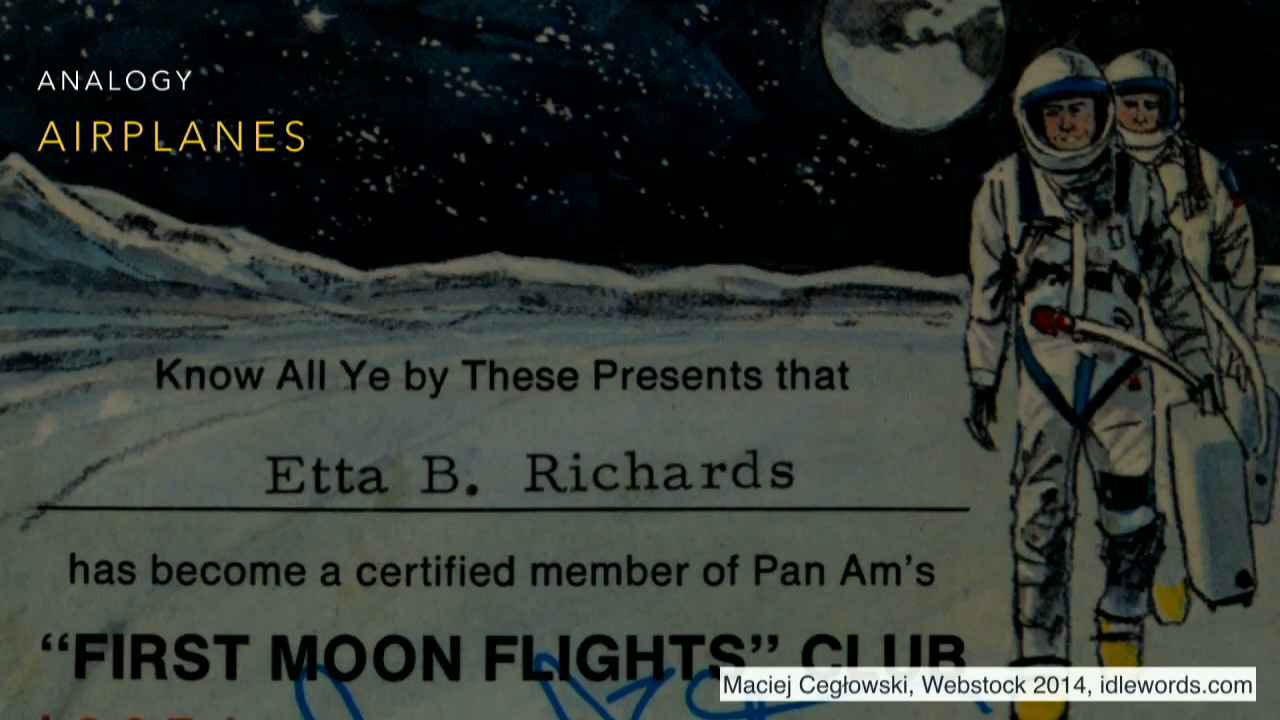 ANALOGY
AIRPLANES
Know All Ye by These Presents that
Etta B. Richards
has become a certified member of Pan Am's
“FIRST MOON FLIGHTS” CLUB
Maciej Cegłowski, Webstock 2014, idlewords.com